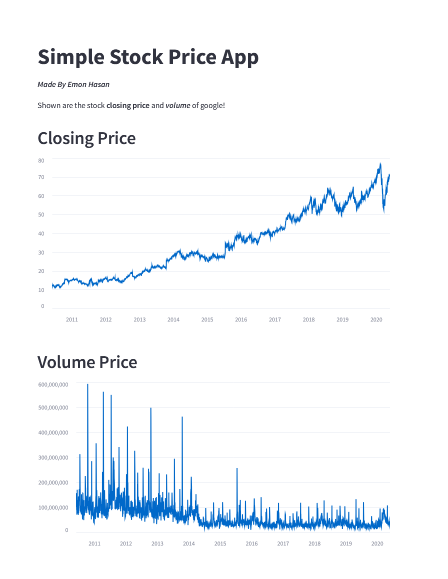 Simple Stock Price App
Made By Emon Hasan
Shown are the stock closing price and volume of google!
Closing Price
80
70
60
50
40
30
20
10
0
2011 2012 2013 2014 2015 2016 2017 2018 2019 2020
Volume Price
600,000,000
500,000,000
400,000,000
300,000,000
200,000,000
100,000,000
0
2011 2012 2013 2014 2015 2016 2017 2018 2019 2020